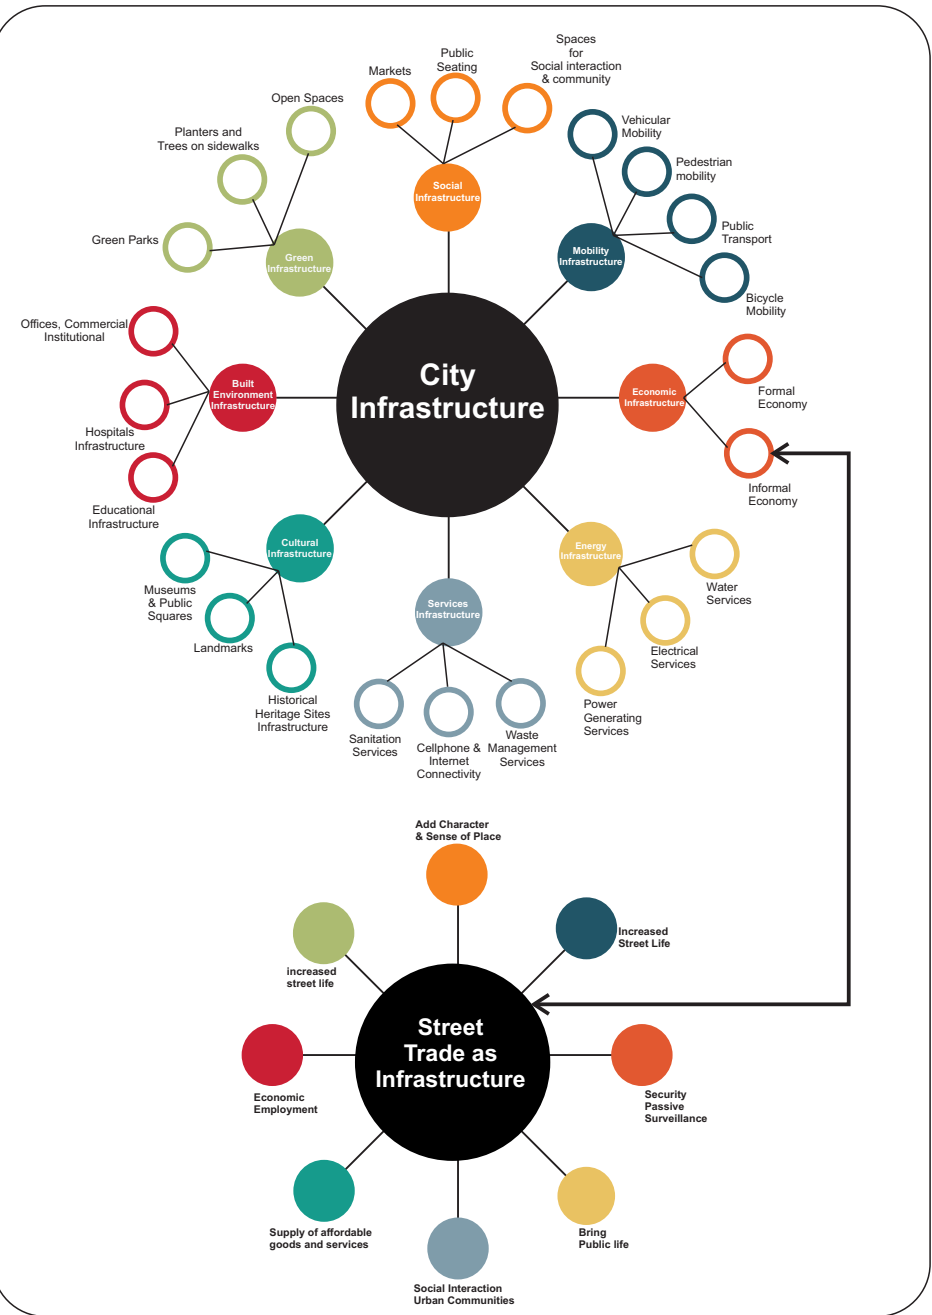 Spaces
for
Social interaction
& community
Public
Seating
Markets
Open Spaces
Planters and
Trees on sidewalks
Green Parks
Vehicular
Mobility
Pedestrian
mobility
Public
Transport
Bicycle
Mobility
Social
Infrastructure
Green
Infrastructure
Mobility
Infrastructure
Offices, Commercial
Institutional
Hospitals
Infrastructure
Educational
Infrastructure
Built
Environment
Infrastructure
City
Infrastructure
Economic
Infrastructure
Formal
Economy
Informal
Economy
Cultural
Infrastructure
Museums
& Public
Squares
Landmarks
Historical
Heritage Sites
Infrastructure
Services
Infrastructure
Sanitation
Services
Cellphone &
Internet
Connectivity
Waste
Management
Services
Energy
Infrastructure
Water
Services
Electrical
Services
Power
Generating
Services
Add Character
& Sense of Place
Increased
Street Life
increased
street life
Street
Trade as
Infrastructure
Economic
Employment
Security
Passive
Surveillance
Supply of affordable
goods and services
Bring
Public life
Social Interaction
Urban Communities